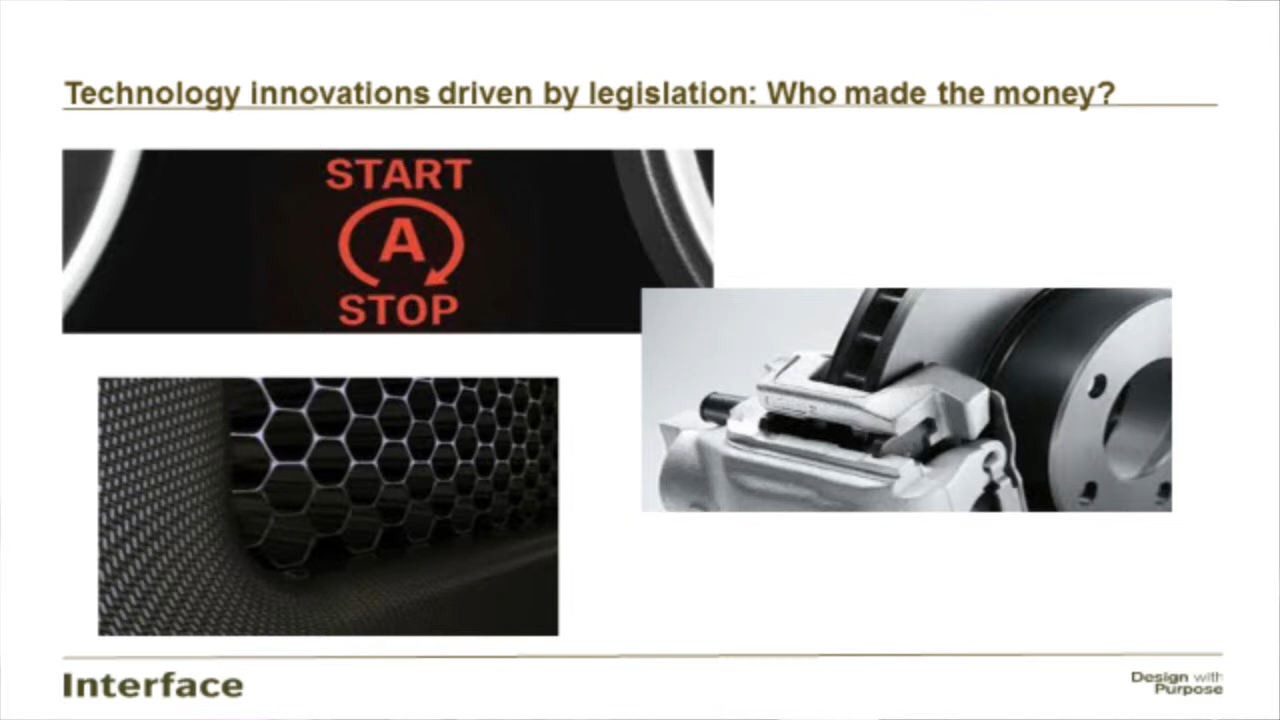 Technology innovations driven by legislation: Who made the money?
START
A
STOP
Interface
Design with
Purpose